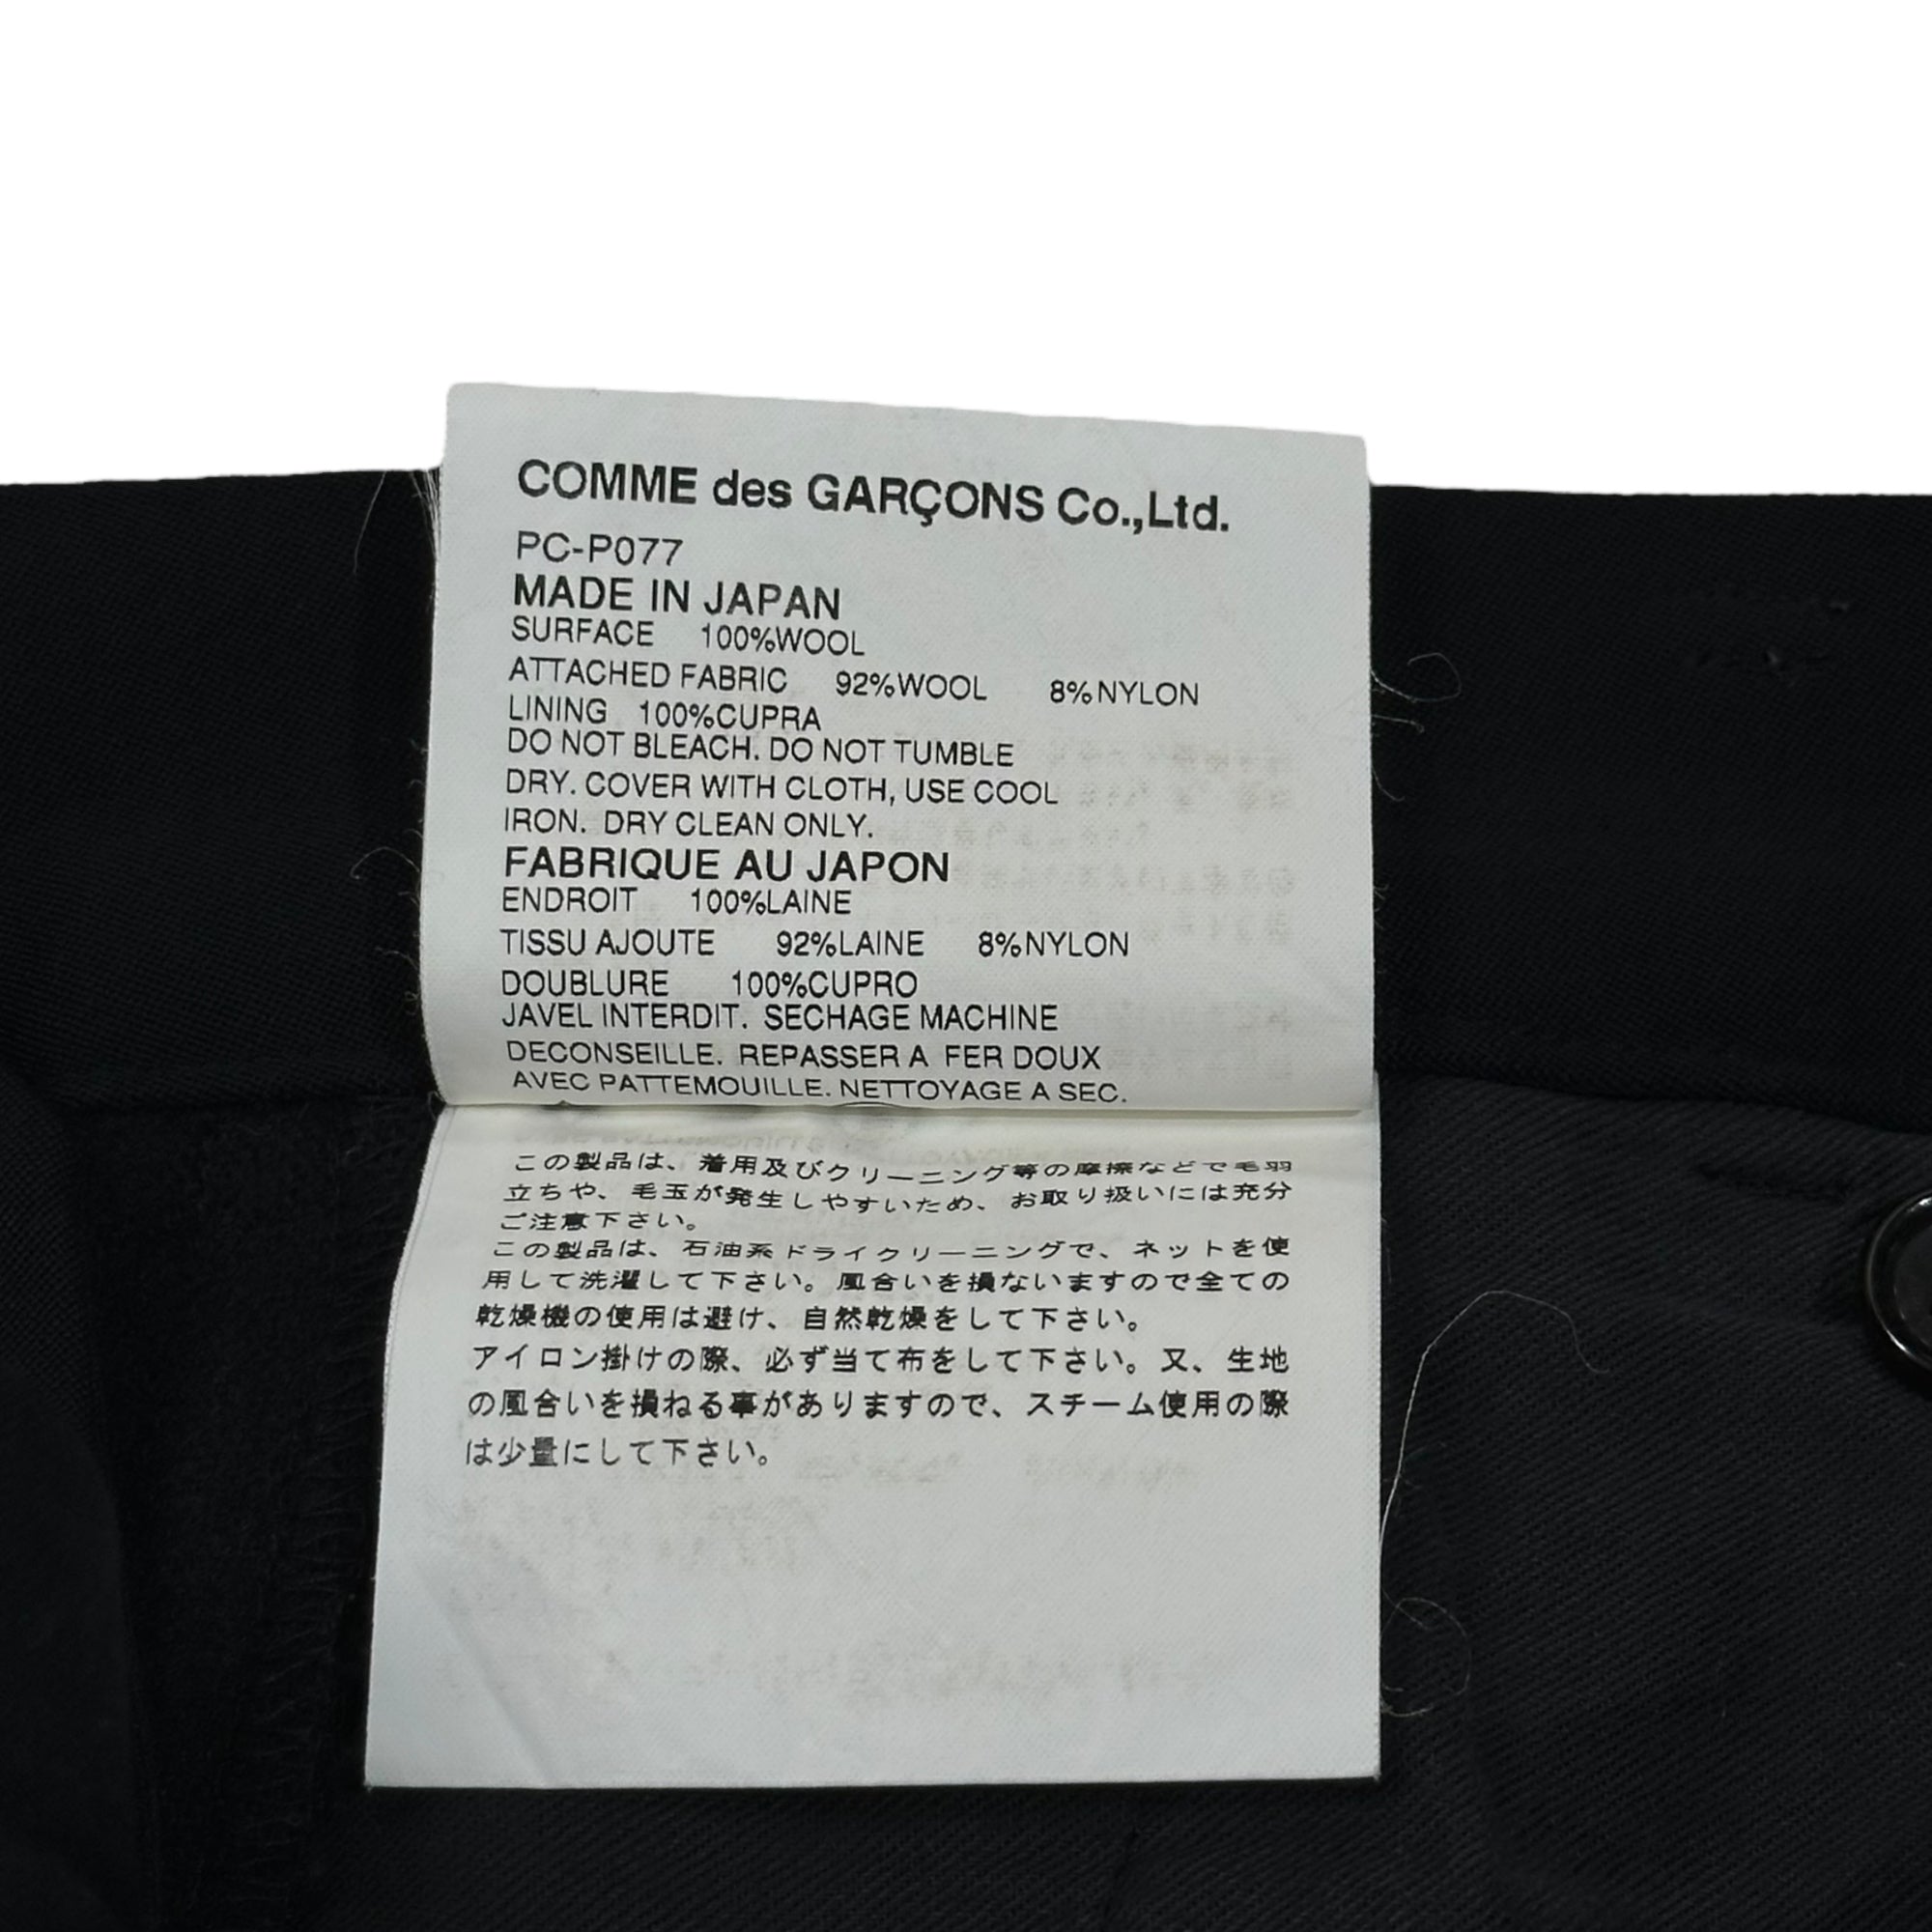 COMME des GARÇONS Co.,Ltd.
PC-P077
MADE IN JAPAN
SURFACE 100%WOOL
ATTACHED FABRIC 92%WOOL 8%NYLON
LINING 100%CUPRA
DO NOT BLEACH. DO NOT TUMBLE
DRY. COVER WITH CLOTH, USE COOL
IRON. DRY CLEAN ONLY.
FABRIQUE AU JAPON
ENDROIT 100%LAINE
TISSU AJOUTE 92%LAINE 8%NYLON
DOUBLURE 100%CUPRO
JAVEL INTERDIT. SECHAGE MACHINE
DECONSEILLE. REPASSER A FER DOUX
AVEC PATTEMOUILLE. NETTOYAGE A SEC.
この製品は、着用及びクリーニング等の摩擦などで毛羽
立ちや、毛玉が発生しやすいため、お取り扱いには充分
ご注意下さい。
この製品は、石油系ドライクリーニングで、ネットを使
用して洗濯して下さい。風合いを損ないますので全ての
乾燥機の使用は避け、自然乾燥をして下さい。
アイロン掛けの際、必ず当て布をして下さい。又、生地
の風合いを損ねる事がありますので、スチーム使用の際
は少量にして下さい。